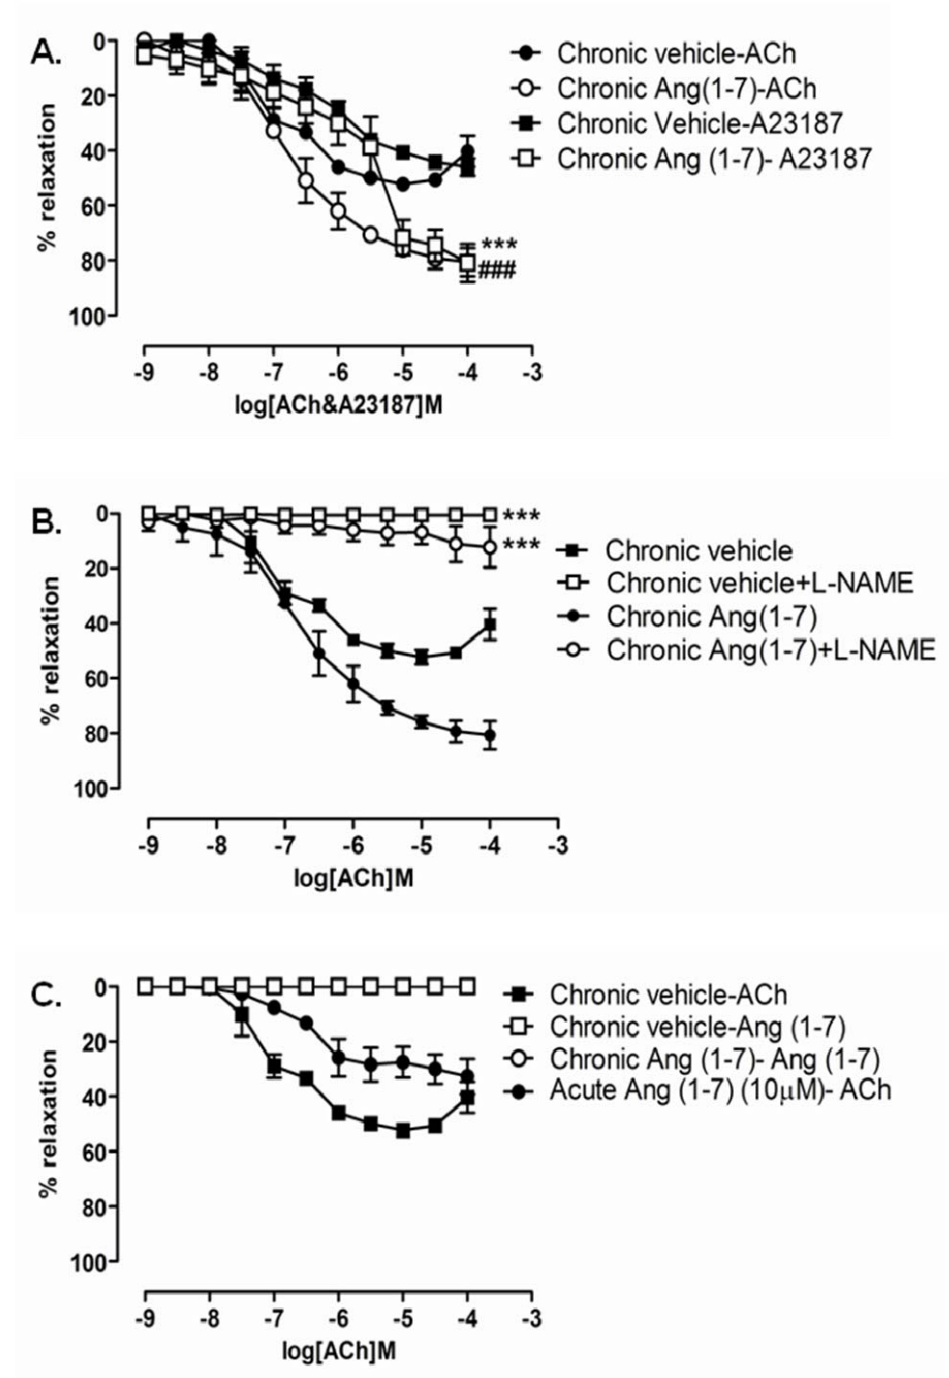 A.
0
20
40
60
80
100
% relaxation
-9 -8 -7 -6 -5 -4 -3
log[ACh&A23187]M
Chronic vehicle-ACh
Chronic Ang(1-7)-ACh
Chronic Vehicle-A23187
Chronic Ang (1-7)- A23187
***
###
B.
0
20
40
60
80
100
% relaxation
-9 -8 -7 -6 -5 -4 -3
log[ACh]M
***
***
Chronic vehicle
Chronic vehicle+L-NAME
Chronic Ang(1-7)
Chronic Ang(1-7)+L-NAME
C.
0
20
40
60
80
100
% relaxation
-9 -8 -7 -6 -5 -4 -3
log[ACh]M
Chronic vehicle-ACh
Chronic vehicle-Ang (1-7)
Chronic Ang (1-7)- Ang (1-7)
Acute Ang (1-7) (10μM)- ACh